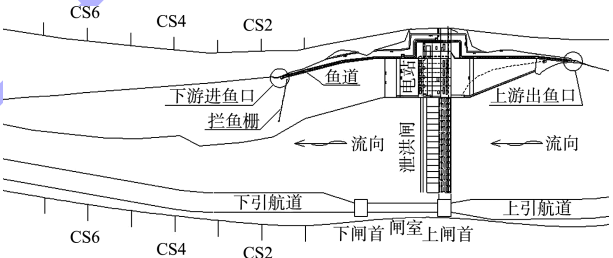 CS6
CS4
CS2
下游进鱼口
鱼道
电站
上游出鱼口
拦鱼栅
流向
泄洪闸
流向
下引航道
上引航道
下闸首
闸室
上闸首
CS6
CS4
CS2